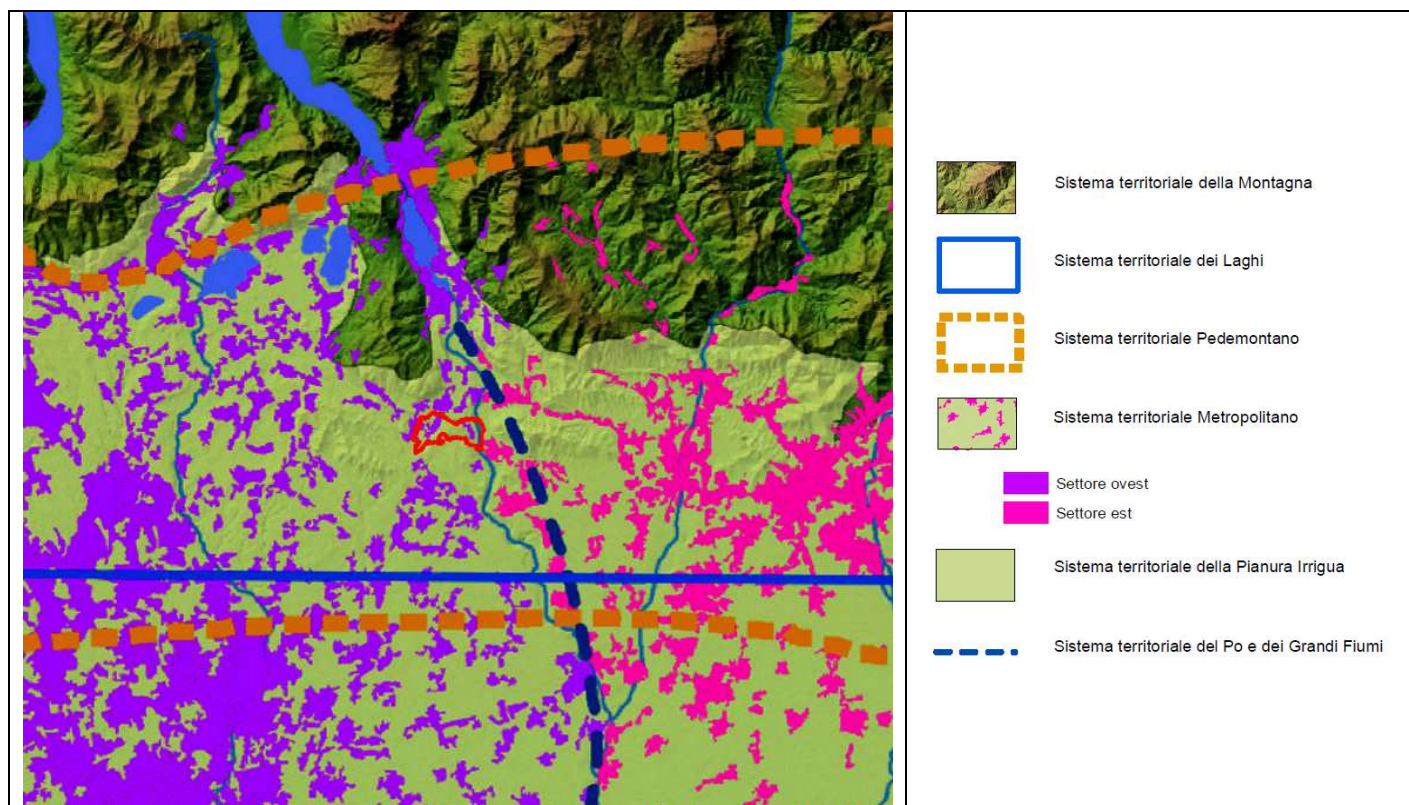 Sistema territoriale della Montagna
Sistema territoriale dei Laghi
Sistema territoriale Pedemontano
Sistema territoriale Metropolitano
Settore ovest
Settore est
Sistema territoriale della Pianura Irrigua
Sistema territoriale del Po e dei Grandi Fiumi